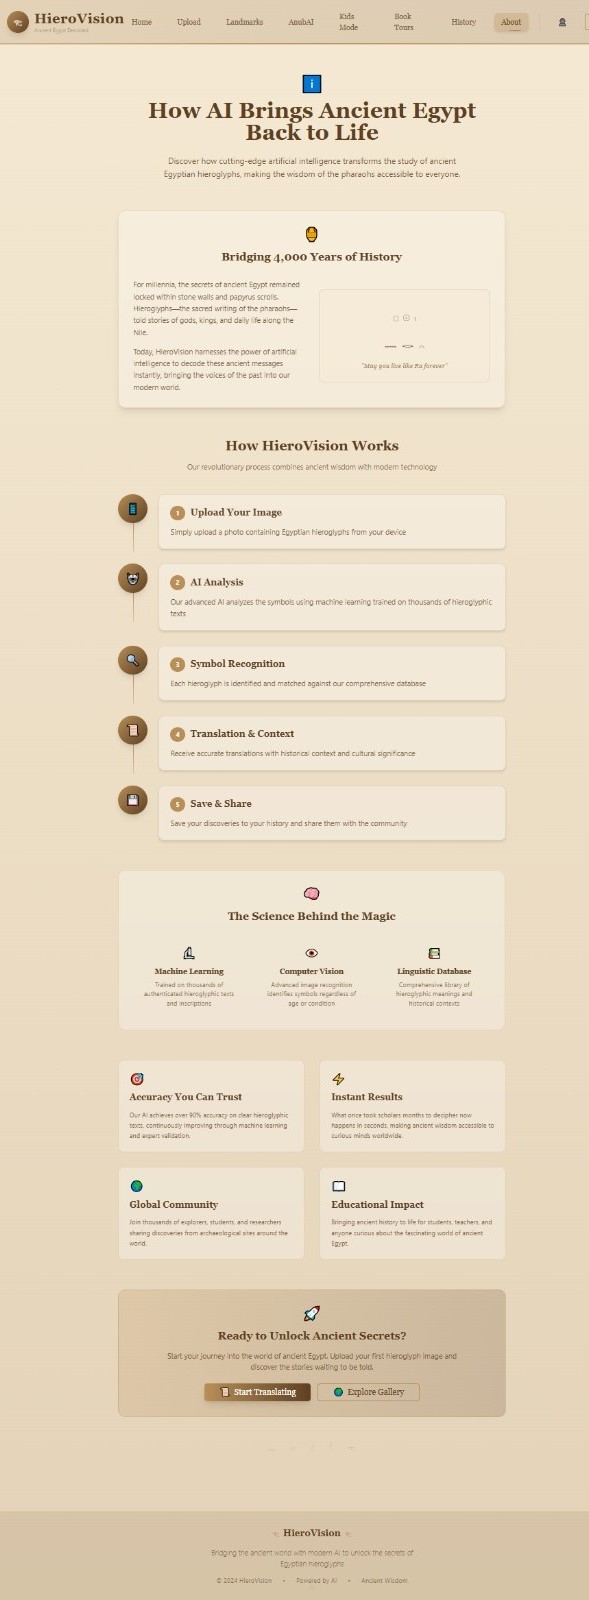 HieroVision
Ancient Egypt Decoded
Home
Upload
Landmarks
AnubAI
Kids
Mode
Book
Tours
History
About
How AI Brings Ancient Egypt
Back to Life
Discover how cutting-edge artificial intelligence transforms the study of ancient
Egyptian hieroglyphs, making the wisdom of the pharaohs accessible to everyone.
Bridging 4,000 Years of History
For millennia, the secrets of ancient Egypt remained
locked within stone walls and papyrus scrolls.
Hieroglyphs—the sacred writing of the pharaohs—
told stories of gods, kings, and daily life along the
Nile.
Today, HieroVision harnesses the power of artificial
intelligence to decode these ancient messages
instantly, bringing the voices of the past into our
modern world.
"May you live like Ra forever"
How HieroVision Works
Our revolutionary process combines ancient wisdom with modern technology
1 Upload Your Image
Simply upload a photo containing Egyptian hieroglyphs from your device
2 AI Analysis
Our advanced AI analyzes the symbols using machine learning trained on thousands of hieroglyphic
texts
3 Symbol Recognition
Each hieroglyph is identified and matched against our comprehensive database
4 Translation & Context
Receive accurate translations with historical context and cultural significance
5 Save & Share
Save your discoveries to your history and share them with the community
The Science Behind the Magic
Machine Learning
Trained on thousands of
authenticated hieroglyphic texts
and inscriptions
Computer Vision
Advanced image recognition
identifies symbols regardless of
age or condition
Linguistic Database
Comprehensive library of
hieroglyphic meanings and
historical contexts
Accuracy You Can Trust
Our AI achieves over 90% accuracy on clear hieroglyphic
texts, continuously improving through machine learning
and expert validation.
Instant Results
What once took scholars months to decipher now
happens in seconds, making ancient wisdom accessible to
curious minds worldwide.
Global Community
Join thousands of explorers, students, and researchers
sharing discoveries from archaeological sites around the
world.
Educational Impact
Bringing ancient history to life for students, teachers, and
anyone curious about the fascinating world of ancient
Egypt.
Ready to Unlock Ancient Secrets?
Start your journey into the world of ancient Egypt. Upload your first hieroglyph image and
discover the stories waiting to be told.
Start Translating
Explore Gallery
HieroVision
Bridging the ancient world with modern AI to unlock the secrets of
Egyptian hieroglyphs
© 2024 HieroVision • Powered by AI • Ancient Wisdom